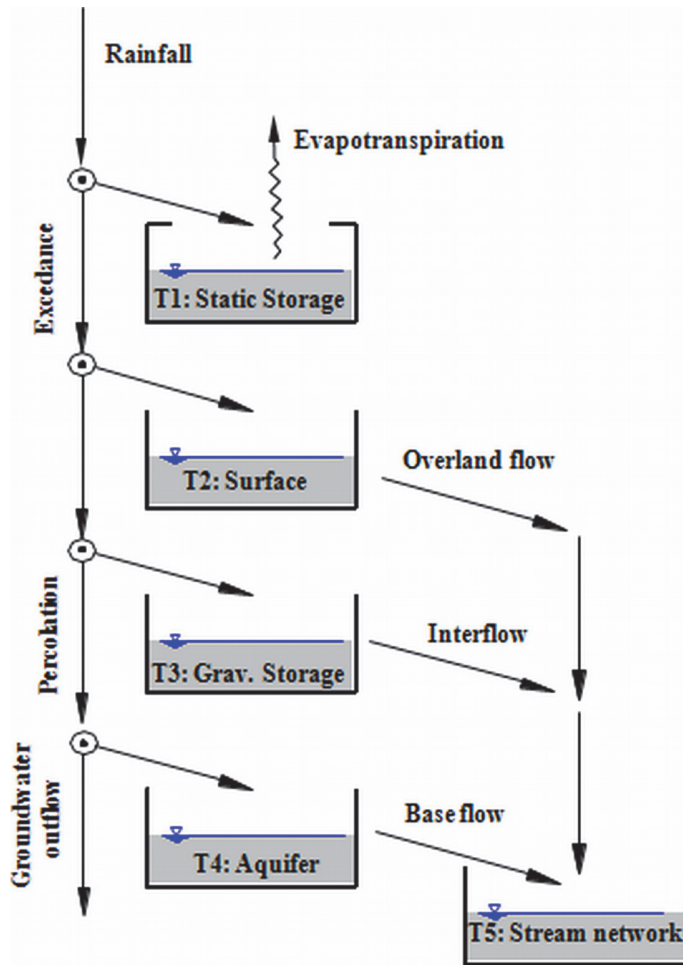 Rainfall
Evapotranspiration
Excedance
T1: Static Storage
T2: Surface
Overland flow
Percolation
T3: Grav. Storage
Interflow
Groundwater
outflow
T4: Aquifer
Base flow
T5: Stream network